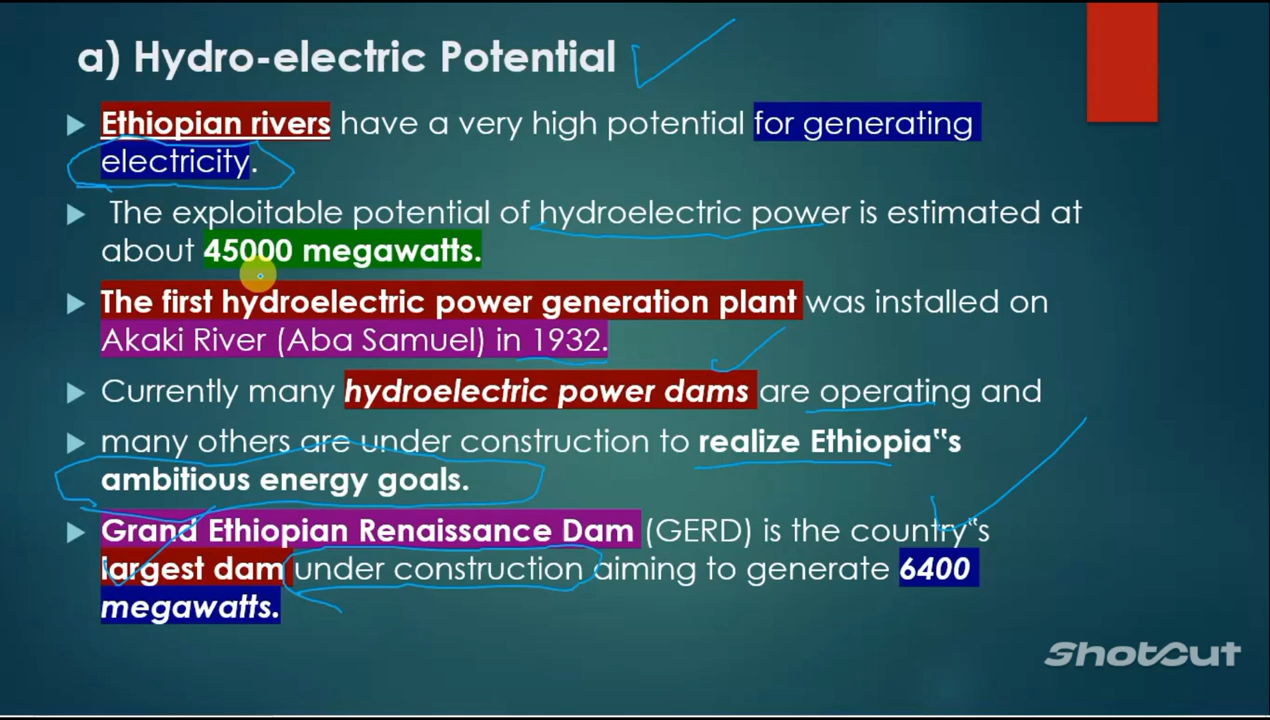 a) Hydro-electric Potential
Ethiopian rivers have a very high potential for generating
electricity.
The exploitable potential of hydroelectric power is estimated at
about 45000 megawatts.
The first hydroelectric power generation plant was installed on
Akaki River (Aba Samuel) in 1932.
Currently many hydroelectric power dams are operating and
many others are under construction to realize Ethiopia‟s
ambitious energy goals.
Grand Ethiopian Renaissance Dam (GERD) is the country‟s
largest dam under construction aiming to generate 6400
megawatts.
SHOTCUT